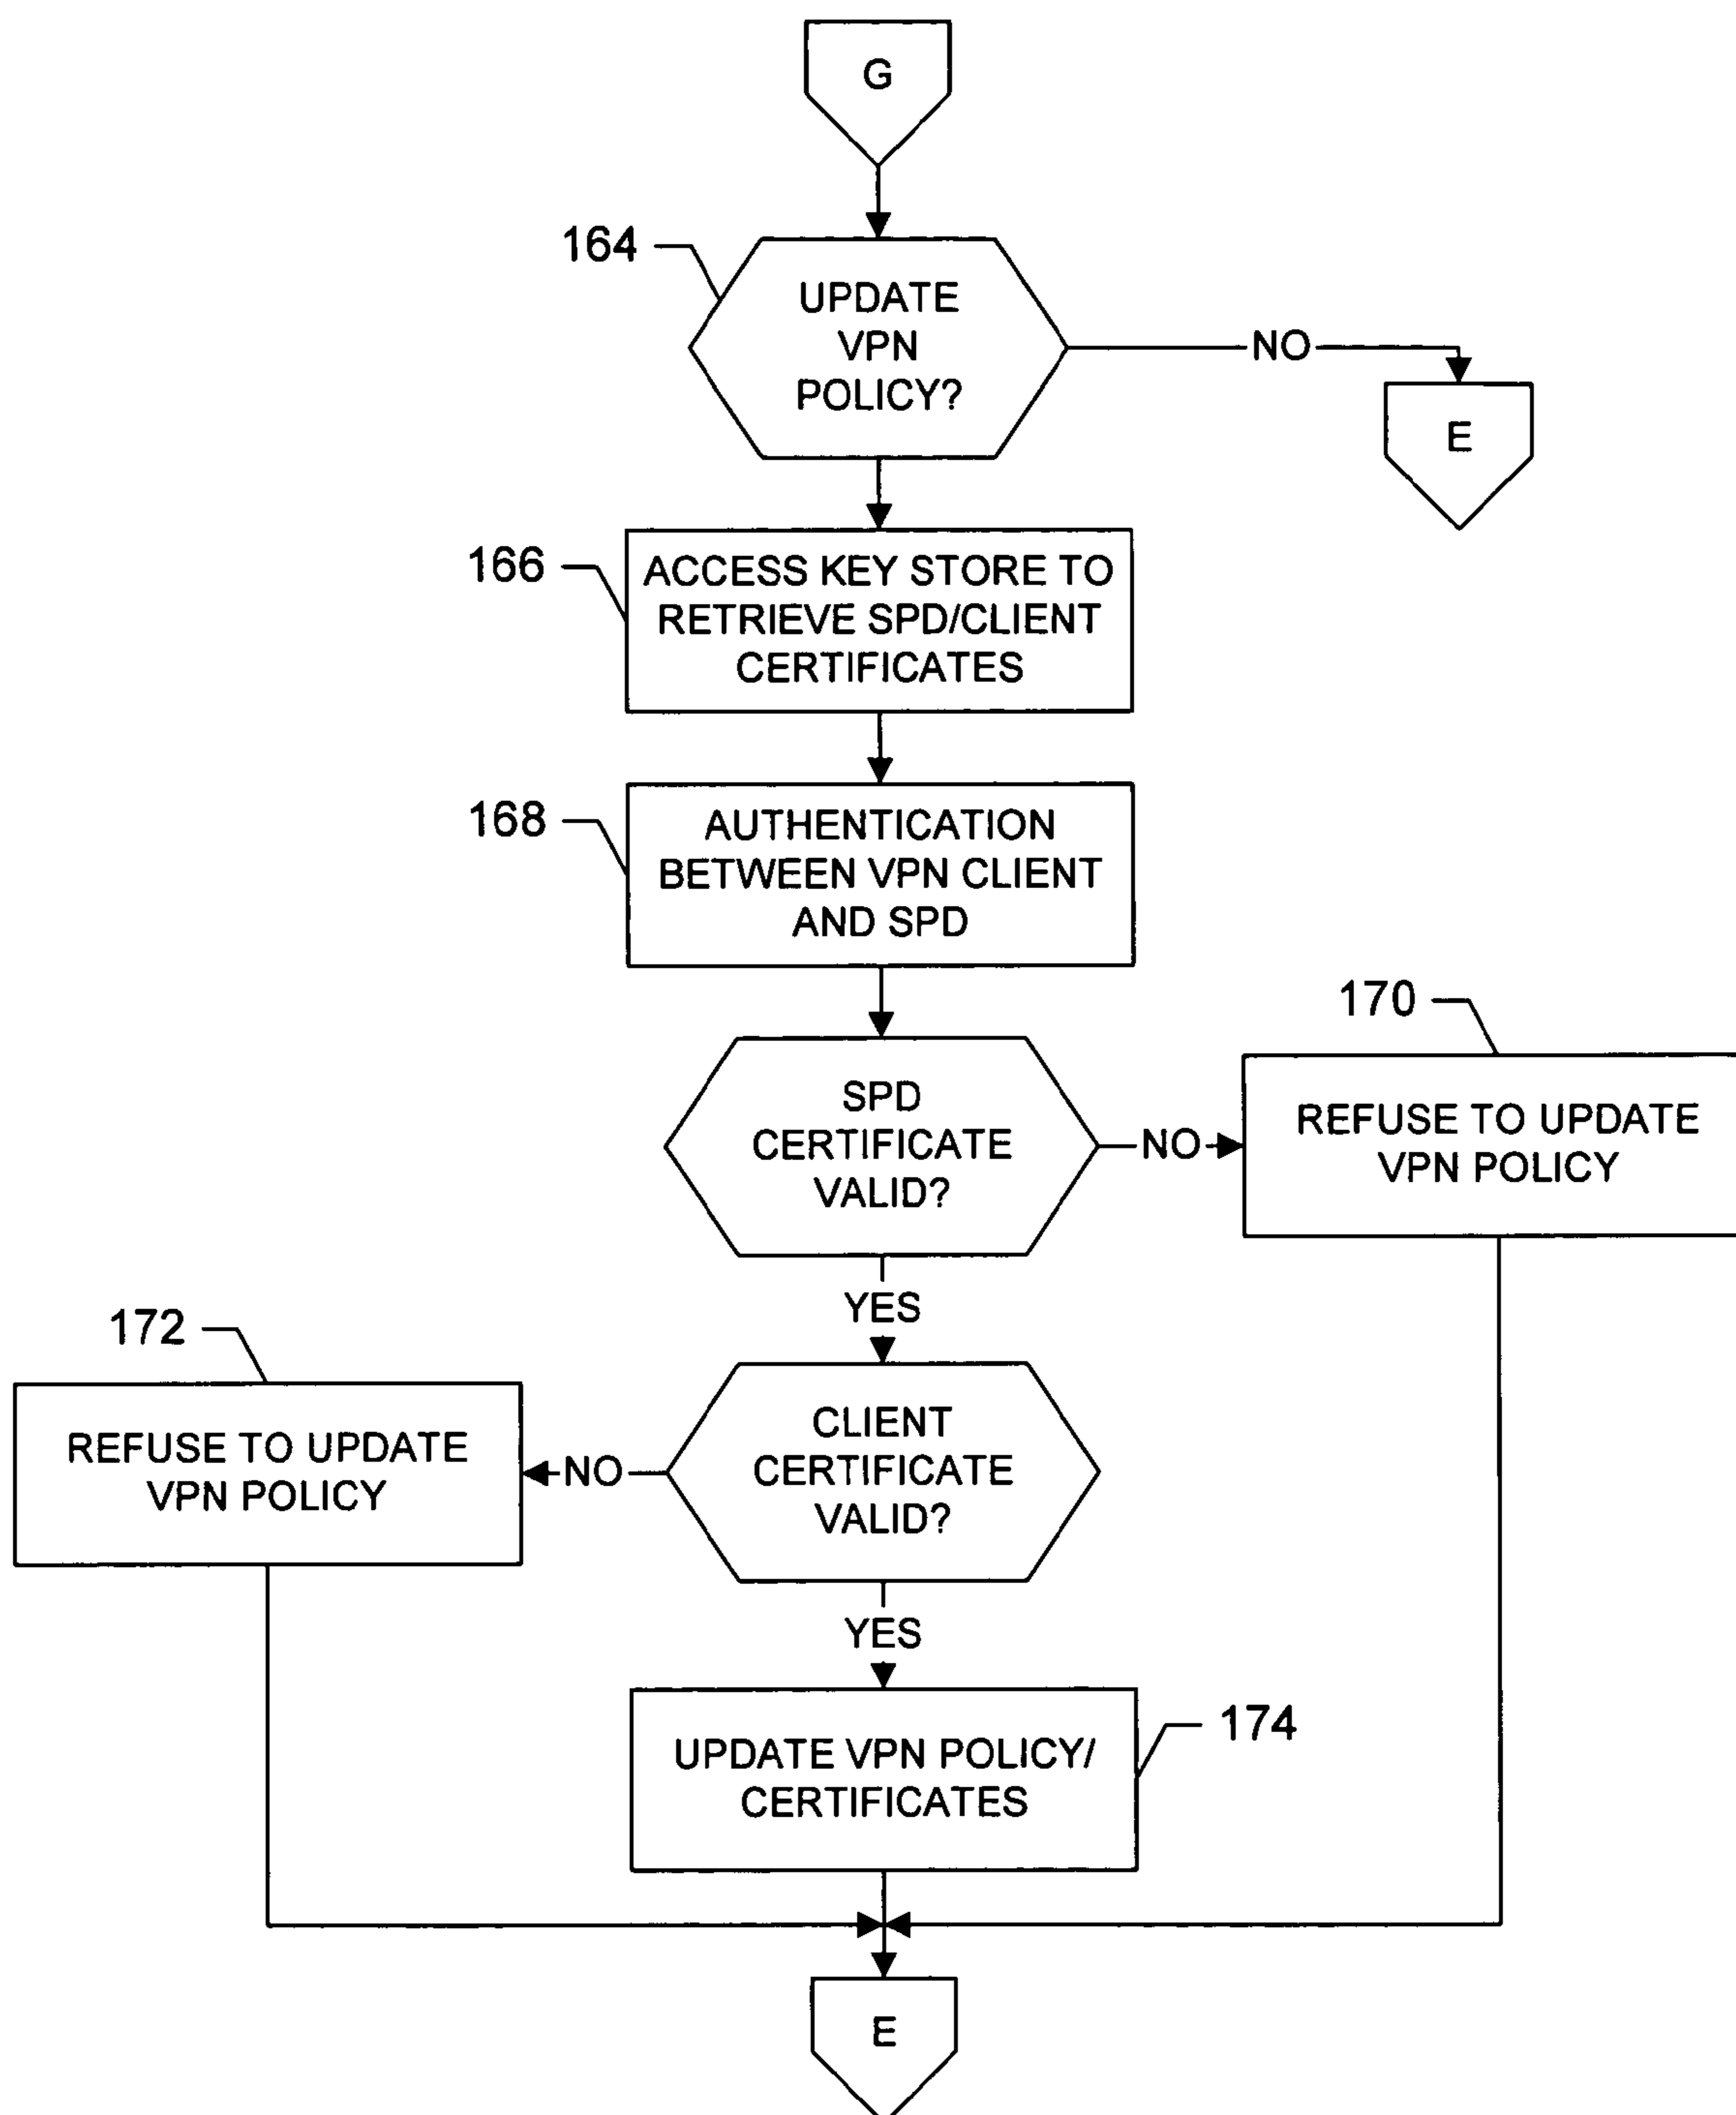 G
164
UPDATE
VPN
POLICY?
NO
E
166
ACCESS KEY STORE TO
RETRIEVE SPD/CLIENT
CERTIFICATES
168
AUTHENTICATION
BETWEEN VPN CLIENT
AND SPD
170
SPD
CERTIFICATE
VALID?
NO
REFUSE TO UPDATE
VPN POLICY
YES
172
REFUSE TO UPDATE
VPN POLICY
NO
CLIENT
CERTIFICATE
VALID?
YES
174
UPDATE VPN POLICY/
CERTIFICATES
E